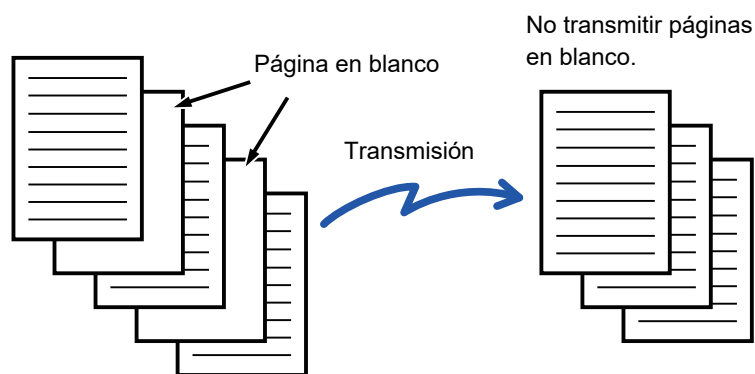 No transmitir páginas
en blanco.
Página en blanco
Transmisión